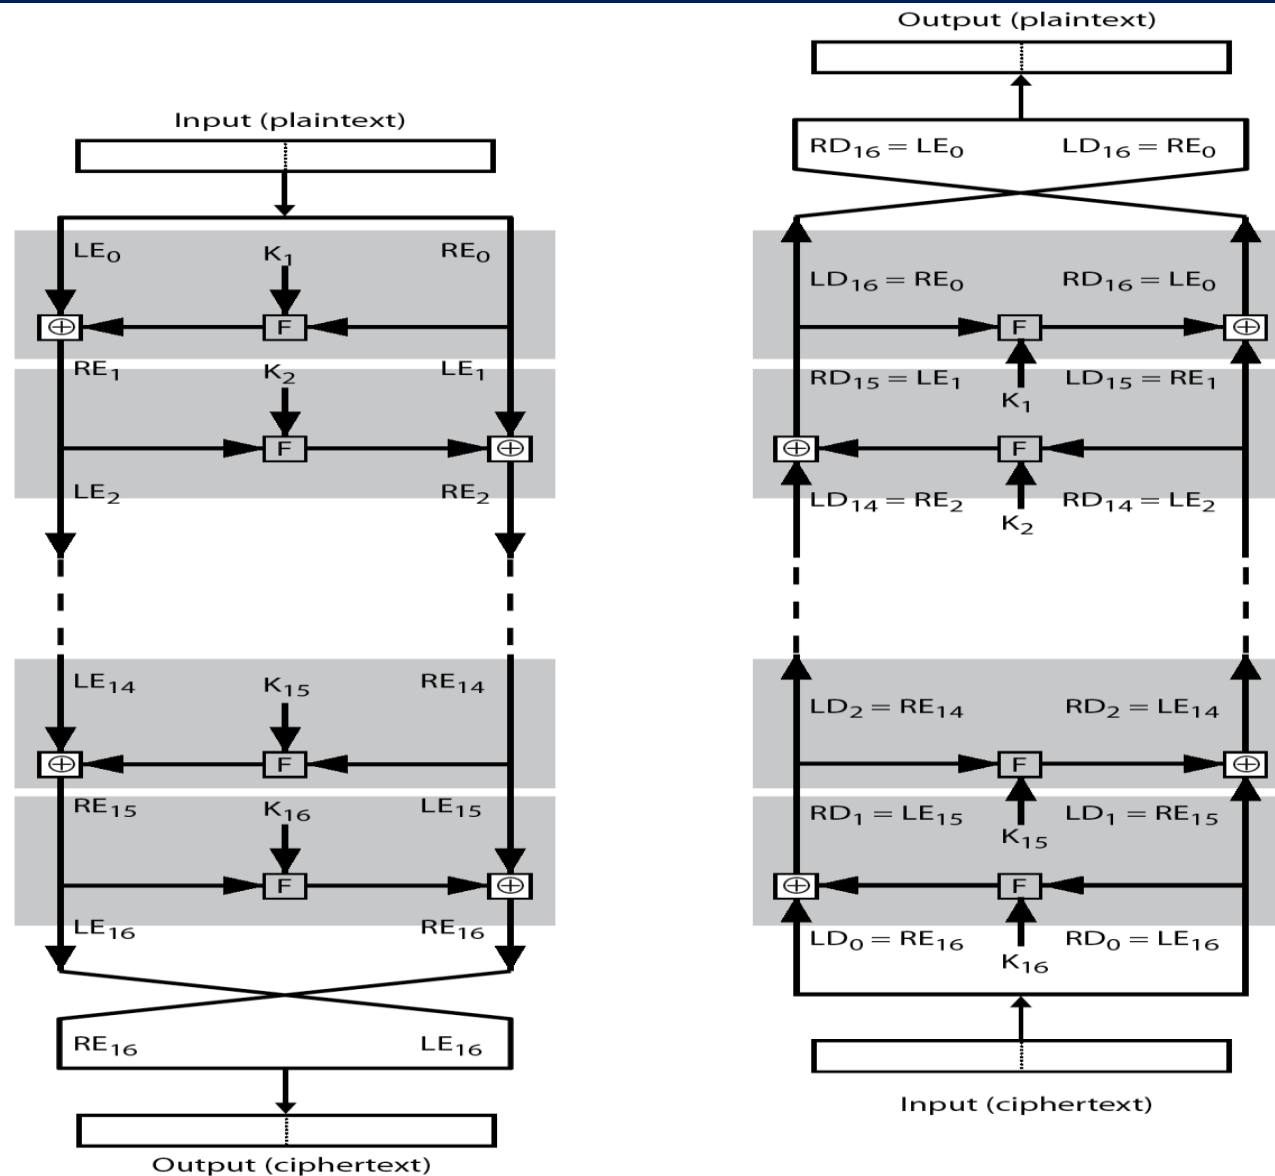 Input (plaintext)
LE₀ K₁ RE₀
⊕ F
RE₁ K₂ LE₁
F ⊕
LE₂ RE₂
LE₁₄ K₁₅ RE₁₄
⊕ F
RE₁₅ K₁₆ LE₁₅
F ⊕
LE₁₆ RE₁₆
RE₁₆ LE₁₆
Output (ciphertext)
Output (plaintext)
RD₁₆ = LE₀ LD₁₆ = RE₀
LD₁₆ = RE₀ RD₁₆ = LE₀
F ⊕
RD₁₅ = LE₁ K₁ LD₁₅ = RE₁
⊕ F
LD₁₄ = RE₂ K₂ RD₁₄ = LE₂
LD₂ = RE₁₄ RD₂ = LE₁₄
F ⊕
RD₁ = LE₁₅ K₁₅ LD₁ = RE₁₅
⊕ F
LD₀ = RE₁₆ K₁₆ RD₀ = LE₁₆
Input (ciphertext)